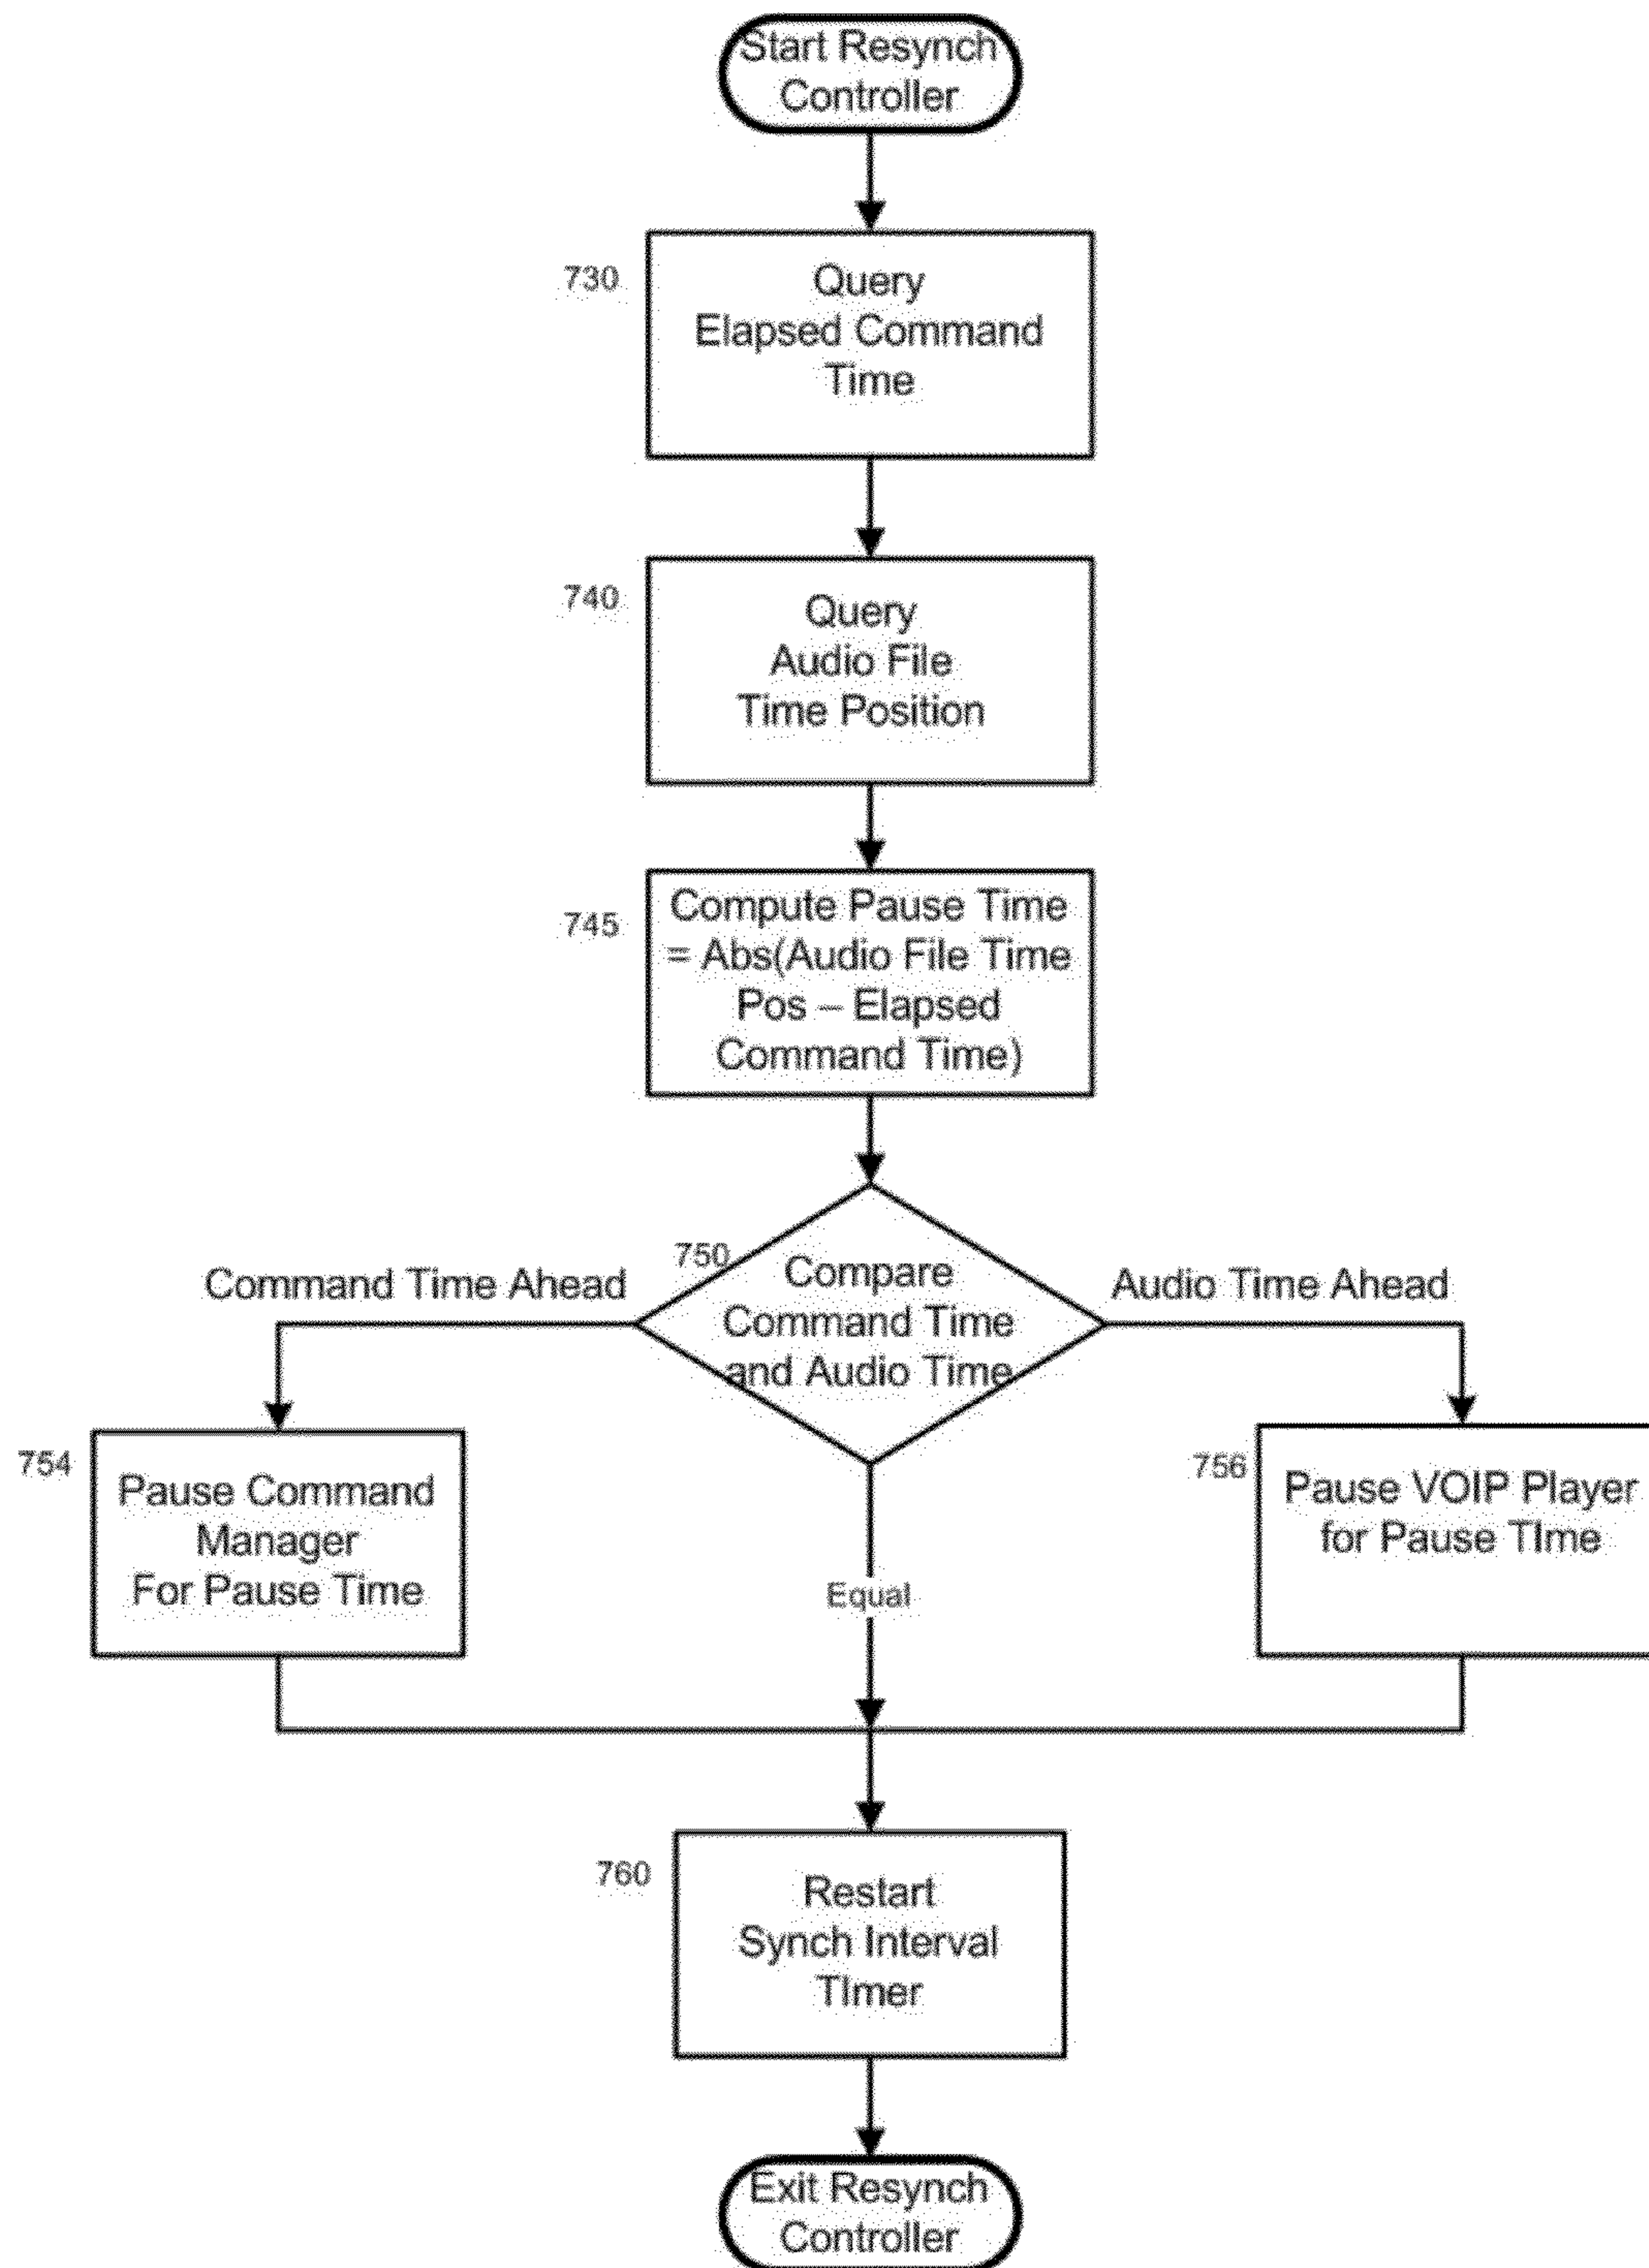 Start Resynch
Controller
730
Query
Elapsed Command
Time
740
Query
Audio File
Time Position
745
Compute Pause Time
= Abs(Audio File Time
Pos – Elapsed
Command Time)
750
Compare
Command Time
and Audio Time
Command Time Ahead
Audio Time Ahead
754
Pause Command
Manager
For Pause Time
Equal
756
Pause VOIP Player
for Pause TIme
760
Restart
Synch Interval
TImer
Exit Resynch
Controller